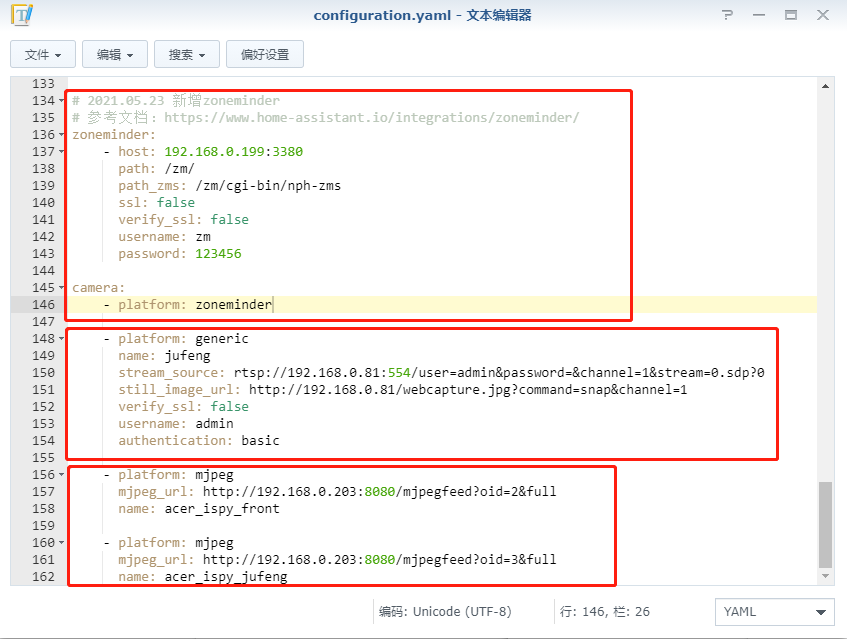 configuration.yaml - 文本编辑器
文件 编辑 搜索 偏好设置
133
134 # 2021.05.23 新增zoneminder
135 # 参考文档：https://www.home-assistant.io/integrations/zoneminder/
136 zoneminder:
137 - host: 192.168.0.199:3380
138 path: /zm/
139 path_zms: /zm/cgi-bin/nph-zms
140 ssl: false
141 verify_ssl: false
142 username: zm
143 password: 123456
144
145 camera:
146 - platform: zoneminder
147
148 - platform: generic
149 name: jufeng
150 stream_source: rtsp://192.168.0.81:554/user=admin&password=&channel=1&stream=0.sdp?0
151 still_image_url: http://192.168.0.81/webcapture.jpg?command=snap&channel=1
152 verify_ssl: false
153 username: admin
154 authentication: basic
155
156 - platform: mjpeg
157 mjpeg_url: http://192.168.0.203:8080/mjpegfeed?oid=2&full
158 name: acer_ispy_front
159
160 - platform: mjpeg
161 mjpeg_url: http://192.168.0.203:8080/mjpegfeed?oid=3&full
162 name: acer_ispy_jufeng
编码: Unicode (UTF-8) 行: 146, 栏: 26 YAML